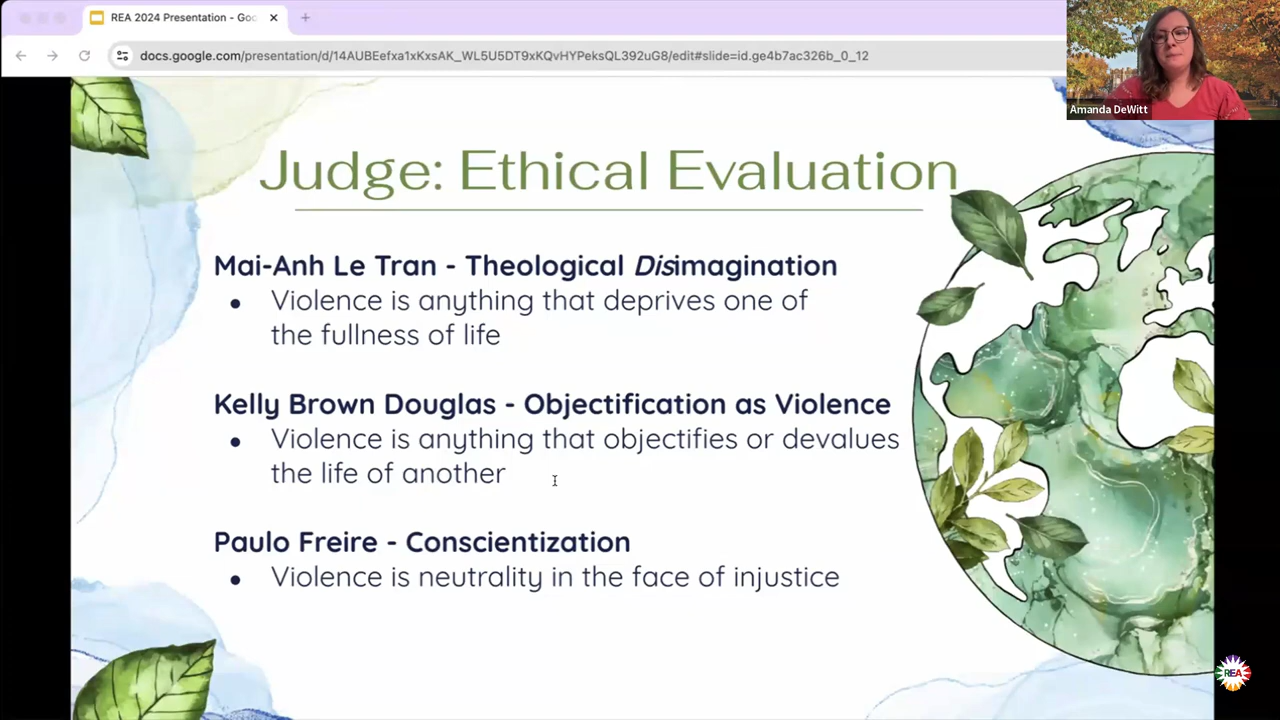 REA 2024 Presentation - Goo
docs.google.com/presentation/d/14AUBEefxa1xKxsAK_WL5U5DT9xKQvHYPeksQL392uG8/edit#slide=id.ge4b7ac326b_0_12
Amanda DeWitt
Judge: Ethical Evaluation
Mai-Anh Le Tran - Theological Disimagination
• Violence is anything that deprives one of
the fullness of life
Kelly Brown Douglas - Objectification as Violence
• Violence is anything that objectifies or devalues
the life of another
Paulo Freire - Conscientization
• Violence is neutrality in the face of injustice
REA